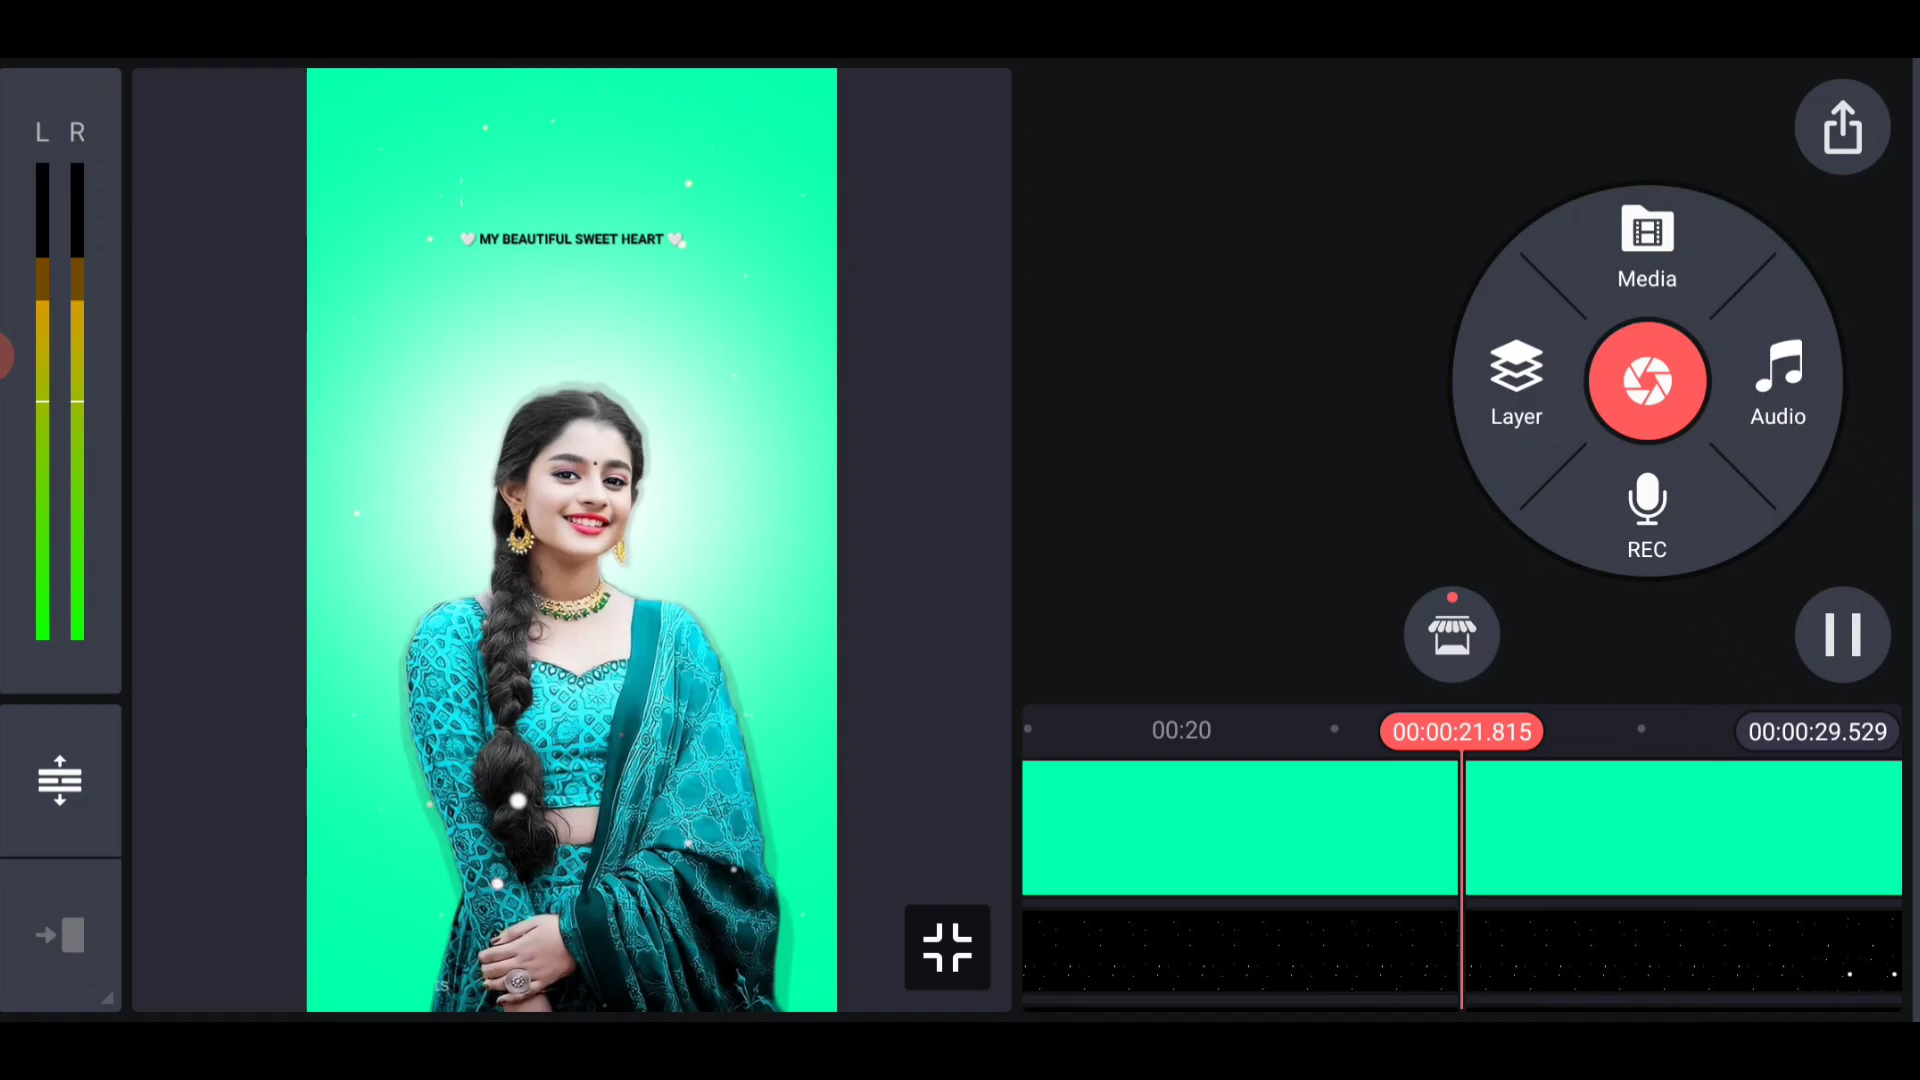 L R
🤍 MY BEAUTIFUL SWEET HEART 🤍
Media
Layer
Audio
REC
00:20
00:00:21.815
00:00:29.529